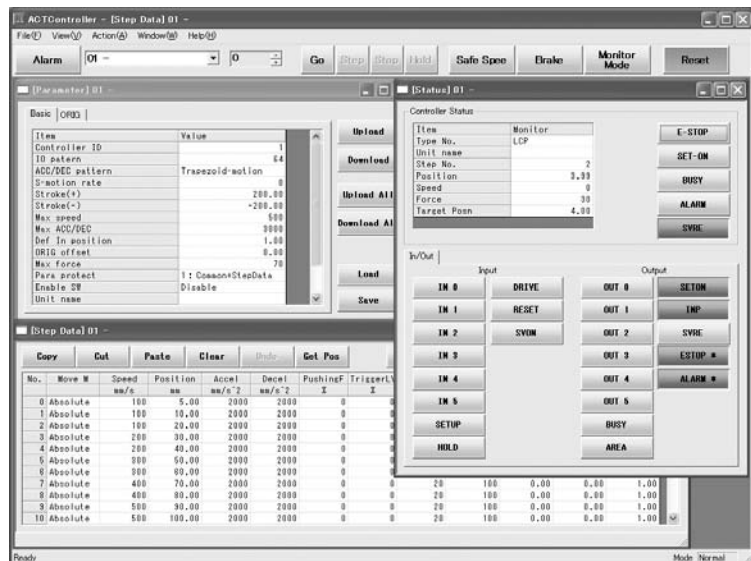 ACTController - [Step Data] 01 -
File(F) View(V) Action(A) Window(W) Help(H)
Alarm 01 - 0 Go Step Stop Hold Safe Spee Brake Monitor Mode Reset
[Parameter] 01 -
Basic ORIG
Item Value
Controller ID 1
IO patern 64
ACC/DEC pattern Trapezoid-motion
S-motion rate 0
Stroke(+) 200.00
Stroke(-) -200.00
Max speed 500
Max ACC/DEC 3000
Def In position 1.00
ORIG offset 0.00
Max force 70
Para protect 1:Common+StepData
Enable SW Disable
Unit name
Upload
Download
Upload All
Download Al
Load
Save
[Status] 01 -
Controller Status
Item Monitor
Type No. LCP
Unit name
Step No. 2
Position 3.99
Speed 0
Force 30
Target Posn 4.00
E-STOP
SET-ON
BUSY
ALARM
SVRE
In/Out
Input Output
IN 0 DRIVE OUT 0 SETON
IN 1 RESET OUT 1 INP
IN 2 SVON OUT 2 SVRE
IN 3 OUT 3 ESTOP *
IN 4 OUT 4 ALARM *
IN 5 OUT 5
SETUP BUSY
HOLD AREA
[Step Data] 01 -
Copy Cut Paste Clear Undo Get Pos
No. Move M Speed Position Accel Decel PushingF TriggerLV
mm/s mm mm/s^2 mm/s^2 % %
0 Absolute 100 5.00 2000 2000 0 0
1 Absolute 100 10.00 2000 2000 0 0
2 Absolute 100 20.00 2000 2000 0 0
3 Absolute 200 30.00 2000 2000 0 0
4 Absolute 200 40.00 2000 2000 0 0
5 Absolute 300 50.00 2000 2000 0 0
6 Absolute 300 60.00 2000 2000 0 0
7 Absolute 400 70.00 2000 2000 0 0 20 100 0.00 0.00 1.00
8 Absolute 400 80.00 2000 2000 0 0 20 100 0.00 0.00 1.00
9 Absolute 500 90.00 2000 2000 0 0 20 100 0.00 0.00 1.00
10 Absolute 500 100.00 2000 2000 0 0 20 100 0.00 0.00 1.00
Ready Mode Normal